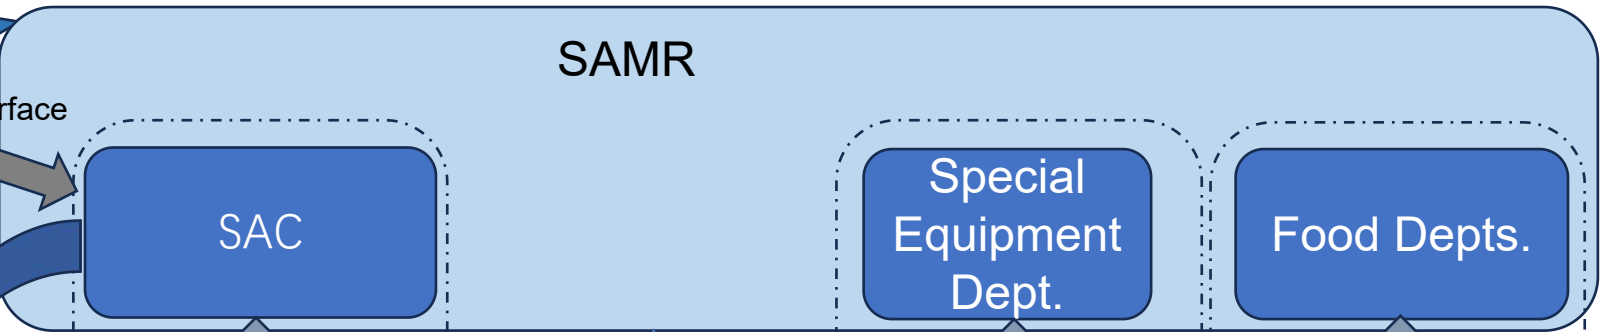 SAMR
rface
SAC
Special
Equipment
Dept.
Food Depts.